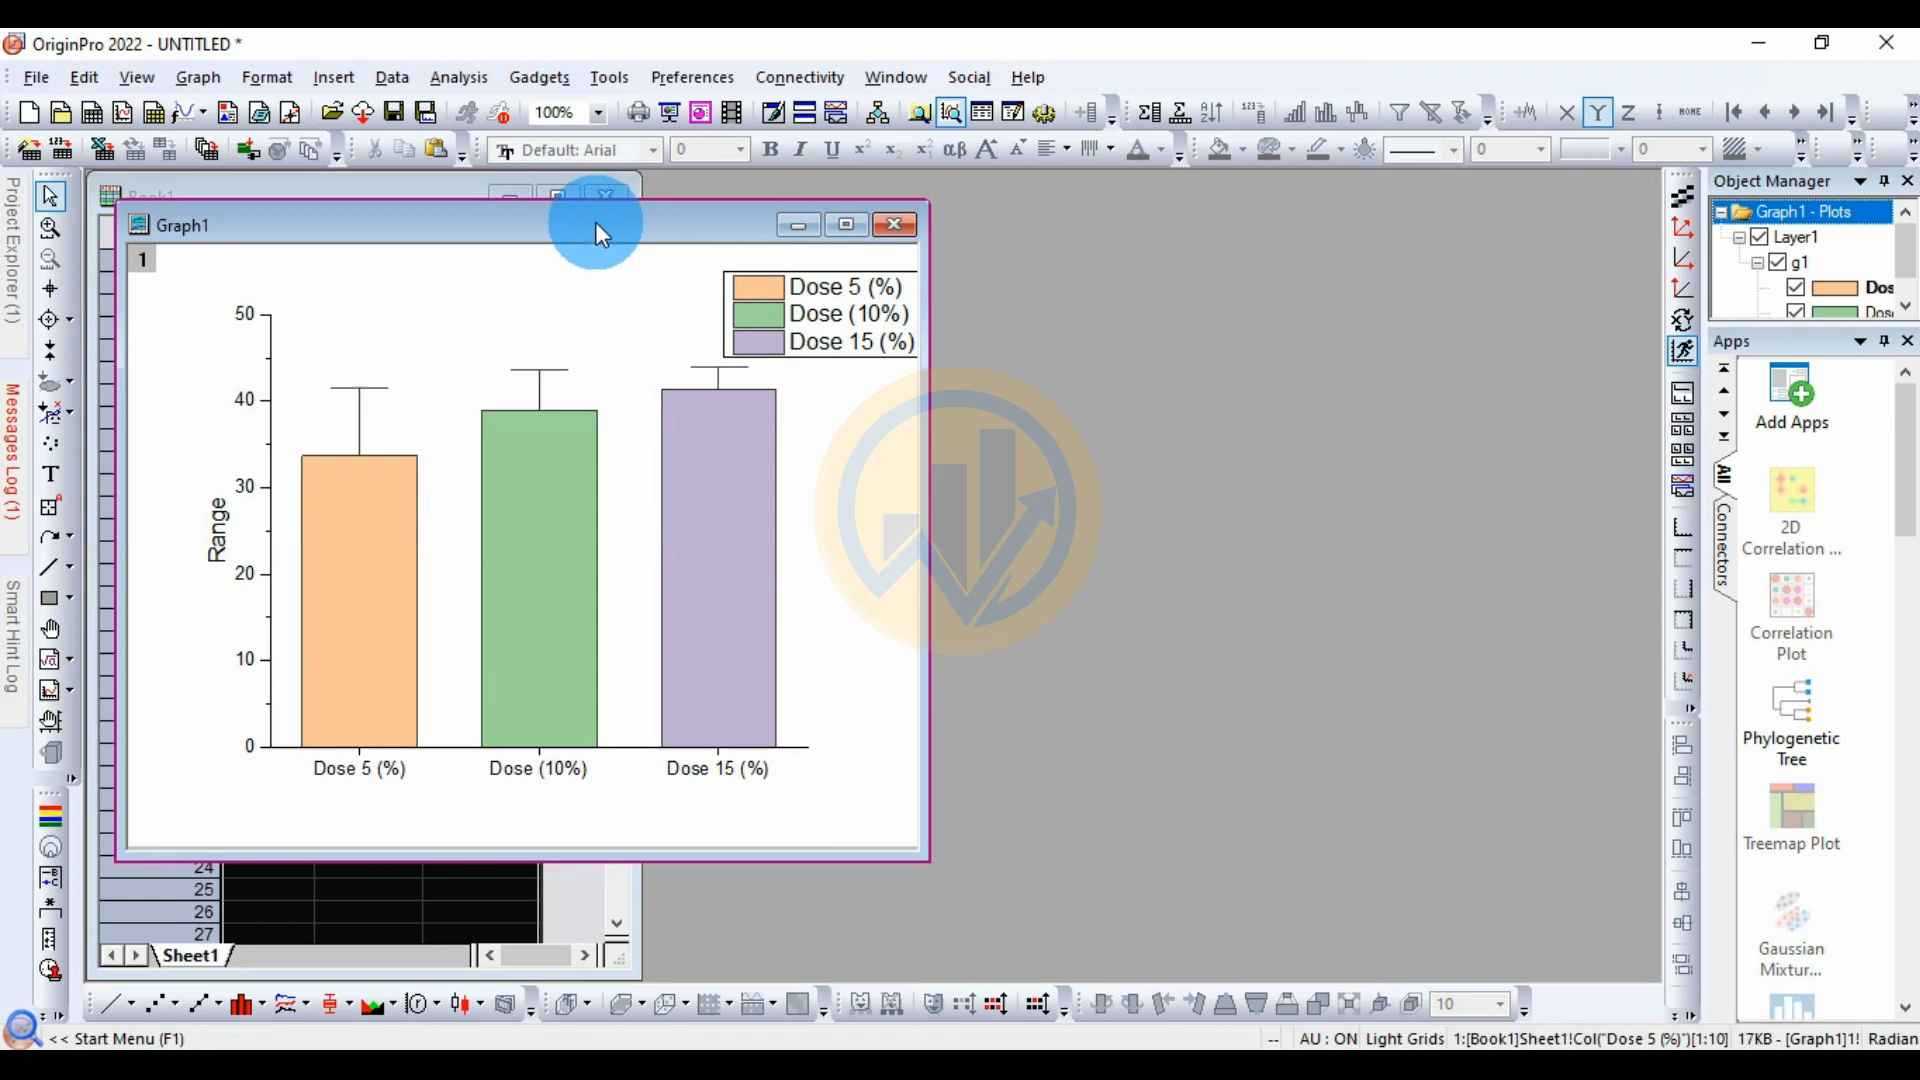 OriginPro 2022 - UNTITLED *
File Edit View Graph Format Insert Data Analysis Gadgets Tools Preferences Connectivity Window Social Help
100%
Default: Arial 0 B I U αβ A A 0 0
Project Explorer (1)
Messages Log (1)
Smart Hint Log
Book1
Graph1
1
Dose 5 (%)
Dose (10%)
Dose 15 (%)
50
40
30
20
10
0
Range
Dose 5 (%) Dose (10%) Dose 15 (%)
24
25
26
27
Sheet1
Object Manager
Graph1 - Plots
Layer1
g1
Dos
Dose
Apps
Add Apps
All
Connectors
2D
Correlation ...
Correlation
Plot
Phylogenetic
Tree
Treemap Plot
Gaussian
Mixtur...
10
<< Start Menu (F1)
-- AU : ON Light Grids 1:[Book1]Sheet1!Col("Dose 5 (%)")[1:10] 17KB - [Graph1]1! Radian